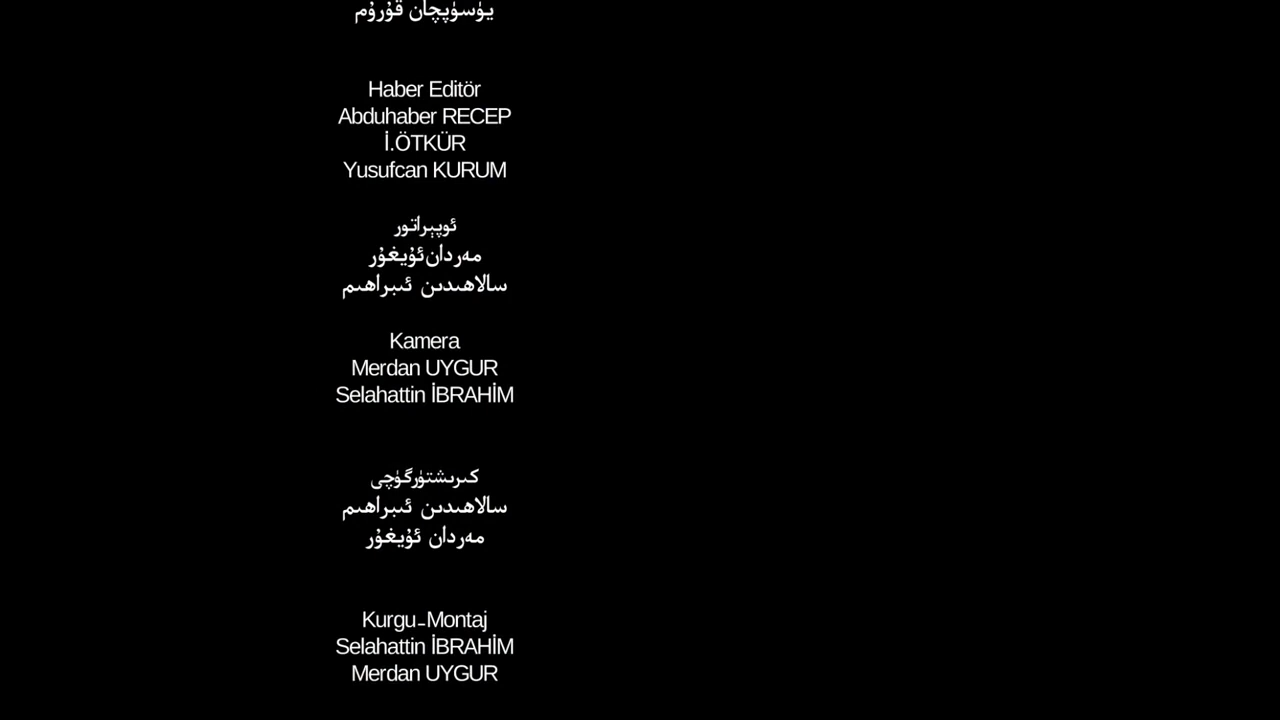 يۈسۈپچان قۇرۇم
Haber Editör
Abduhaber RECEP
İ.ÖTKÜR
Yusufcan KURUM
ئوپېراتور
مەردان ئۇيغۇر
سالاھىدىن ئىبراھىم
Kamera
Merdan UYGUR
Selahattin İBRAHİM
كىرىشتۈرگۈچى
سالاھىدىن ئىبراھىم
مەردان ئۇيغۇر
Kurgu-Montaj
Selahattin İBRAHİM
Merdan UYGUR